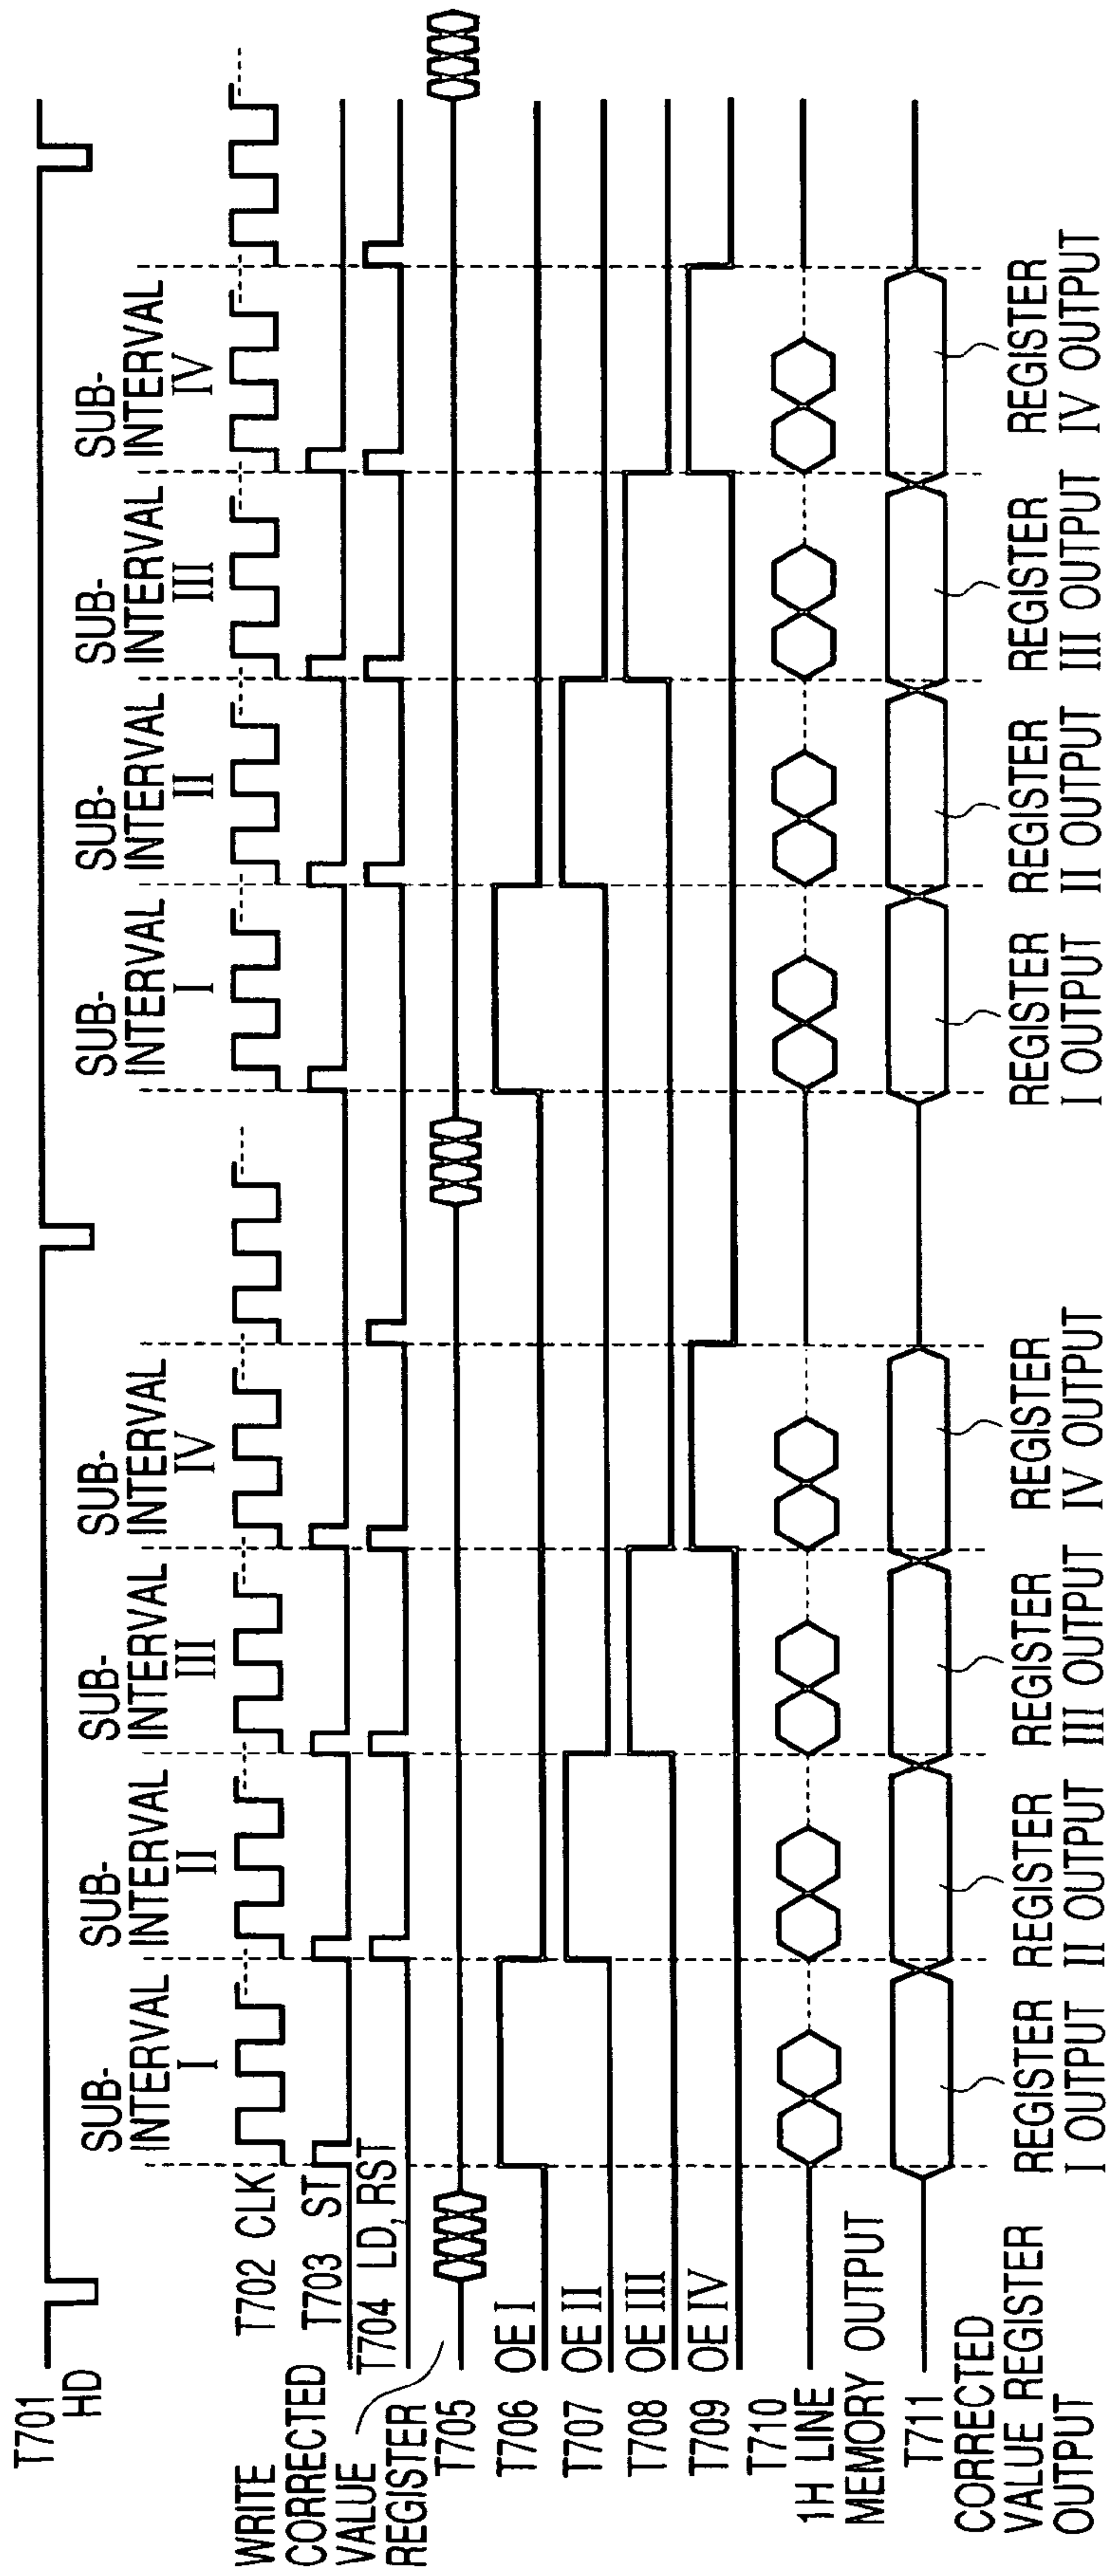 T701
HD
SUB-
INTERVAL
I
SUB-
INTERVAL
II
SUB-
INTERVAL
III
SUB-
INTERVAL
IV
SUB-
INTERVAL
I
SUB-
INTERVAL
II
SUB-
INTERVAL
III
SUB-
INTERVAL
IV
T702 CLK
T703 ST
T704 LD, RST
WRITE
CORRECTED
VALUE
REGISTER
T705
T706 OE I
T707 OE II
T708 OE III
T709 OE IV
T710
1H LINE
MEMORY OUTPUT
T711
CORRECTED
VALUE REGISTER
OUTPUT
REGISTER
I OUTPUT
REGISTER
II OUTPUT
REGISTER
III OUTPUT
REGISTER
IV OUTPUT
REGISTER
I OUTPUT
REGISTER
II OUTPUT
REGISTER
III OUTPUT
REGISTER
IV OUTPUT